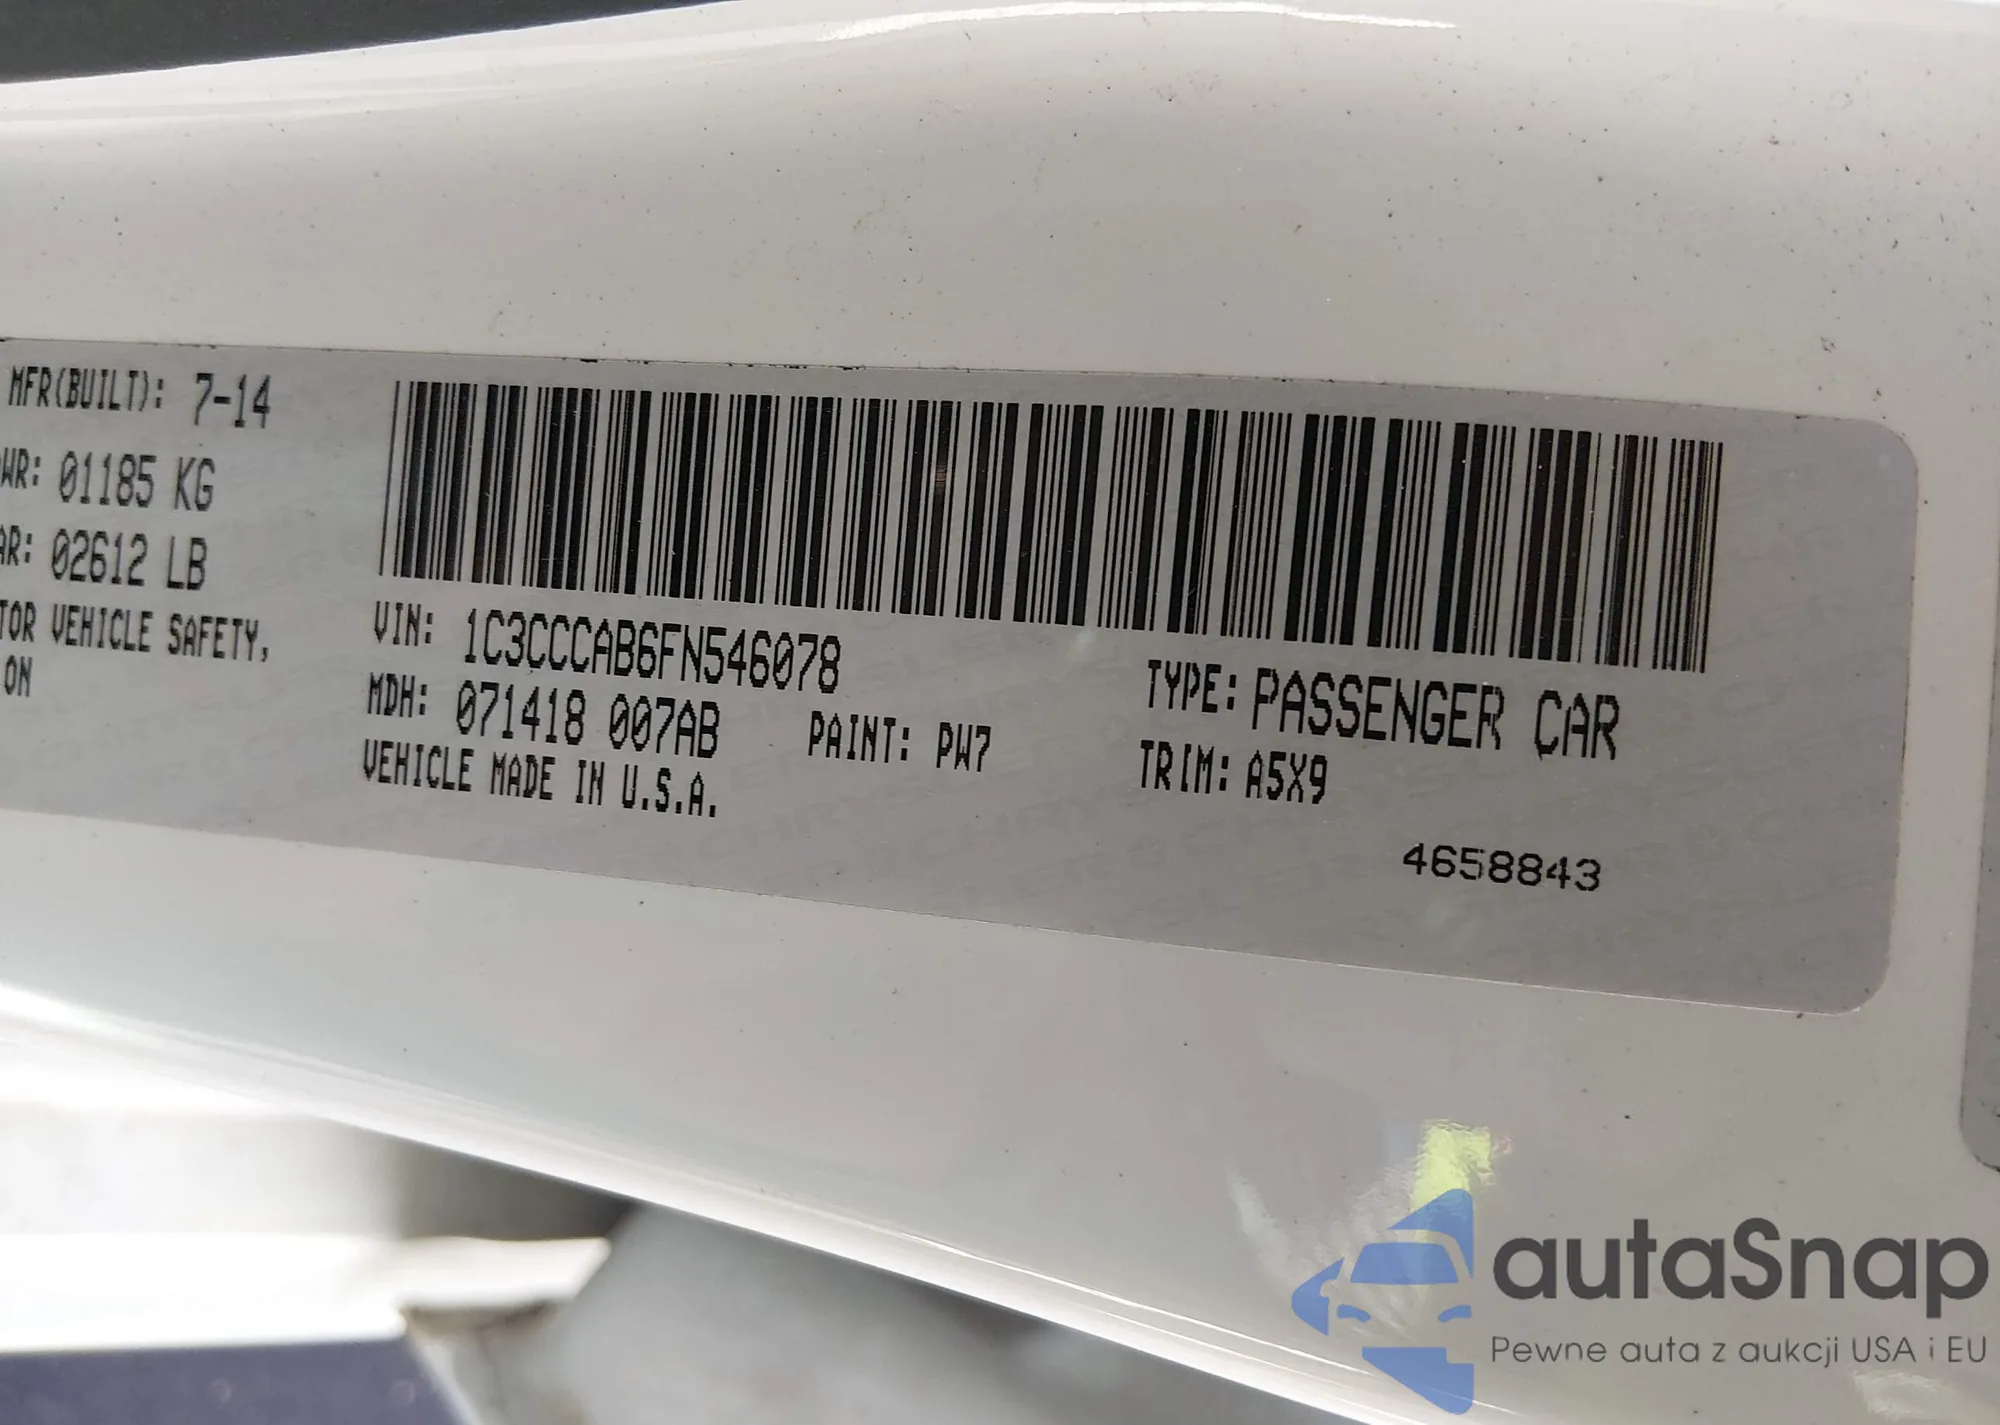 MFR(BUILT): 7-14
WR: 01185 KG
AR: 02612 LB
TOR VEHICLE SAFETY,
ON
VIN: 1C3CCCAB6FN546078
MDH: 071418 007AB
PAINT: PW7
VEHICLE MADE IN U.S.A.
TYPE: PASSENGER CAR
TRIM: A5X9
4658843
autaSnap
Pewne auta z aukcji USA i EU